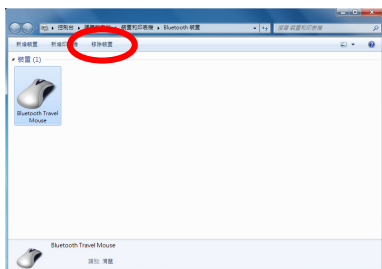 控制台 ▸ 硬體和音效 ▸ 裝置和印表機 ▸ Bluetooth 裝置
搜尋 裝置和印表機
新增裝置 新增印表機 移除裝置
裝置 (1)
Bluetooth Travel
Mouse
Bluetooth Travel Mouse
類別: 滑鼠